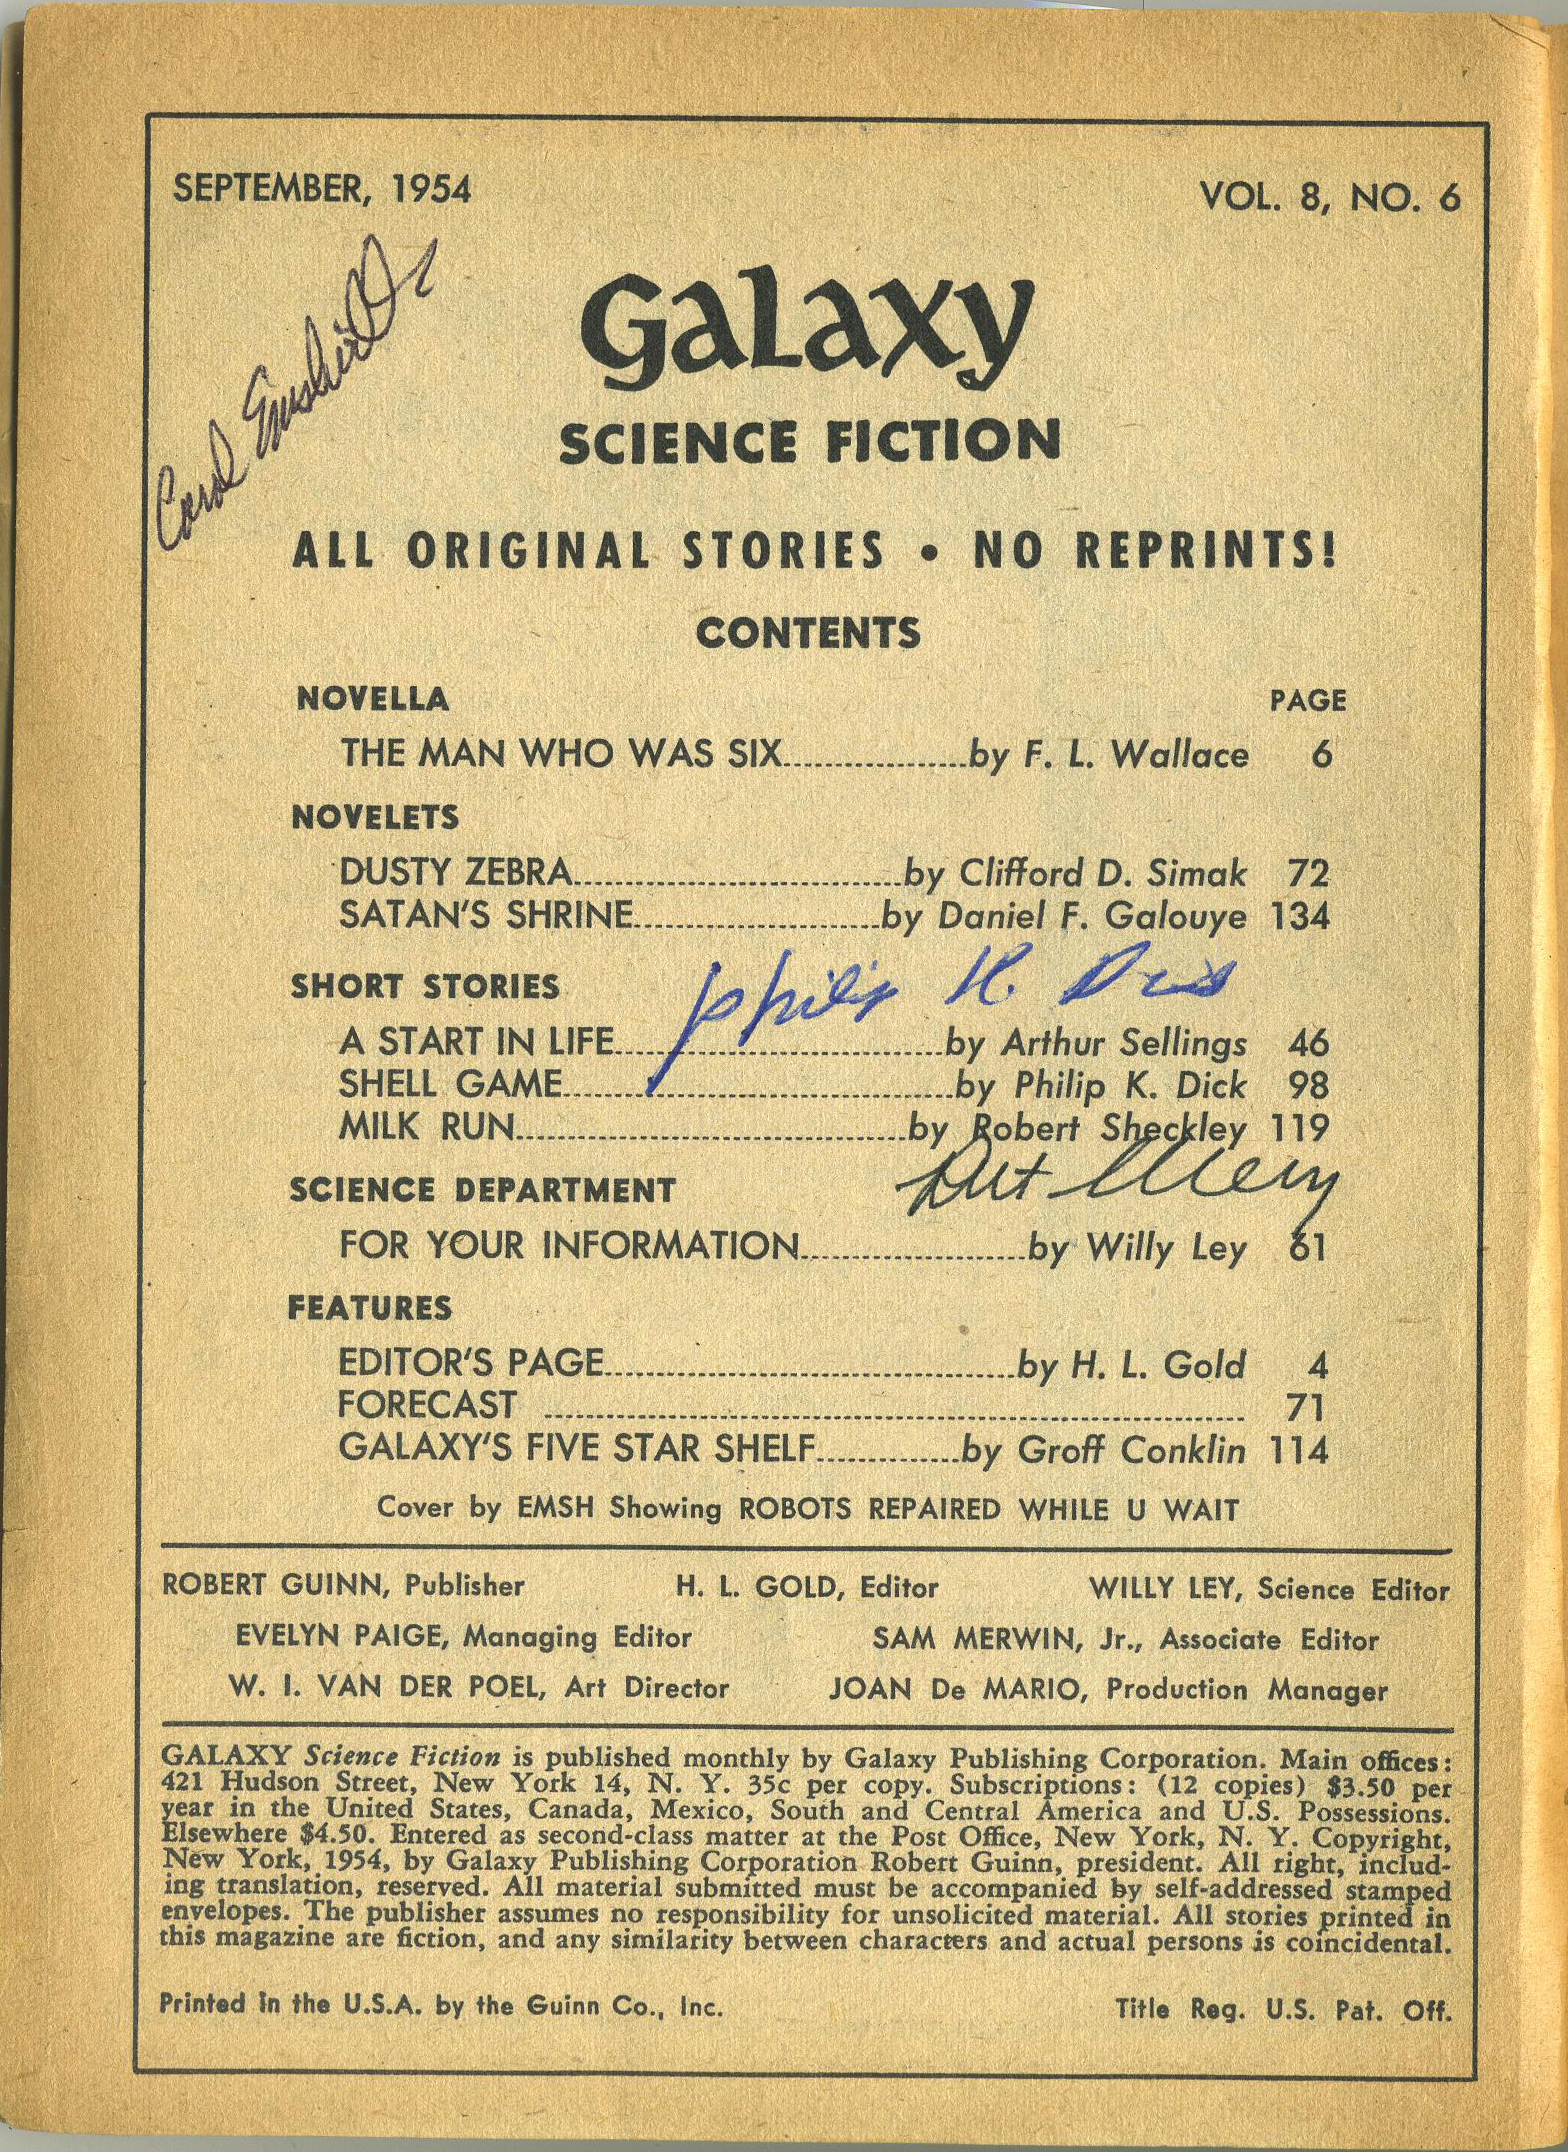 SEPTEMBER, 1954 VOL. 8, NO. 6
Carol Emshwiller
Galaxy
SCIENCE FICTION
ALL ORIGINAL STORIES • NO REPRINTS!
CONTENTS
NOVELLA PAGE
THE MAN WHO WAS SIX..................by F. L. Wallace 6
NOVELETS
DUSTY ZEBRA................................by Clifford D. Simak 72
SATAN'S SHRINE........................by Daniel F. Galouye 134
Philip K. Dick
SHORT STORIES
A START IN LIFE................................by Arthur Sellings 46
SHELL GAME......................................by Philip K. Dick 98
MILK RUN......................................by Robert Sheckley 119
SCIENCE DEPARTMENT
FOR YOUR INFORMATION......................by Willy Ley 61
FEATURES
EDITOR'S PAGE........................................by H. L. Gold 4
FORECAST ...................................................................... 71
GALAXY'S FIVE STAR SHELF..............by Groff Conklin 114
Cover by EMSH Showing ROBOTS REPAIRED WHILE U WAIT
ROBERT GUINN, Publisher H. L. GOLD, Editor WILLY LEY, Science Editor
EVELYN PAIGE, Managing Editor SAM MERWIN, Jr., Associate Editor
W. I. VAN DER POEL, Art Director JOAN De MARIO, Production Manager
GALAXY Science Fiction is published monthly by Galaxy Publishing Corporation. Main offices:
421 Hudson Street, New York 14, N. Y. 35c per copy. Subscriptions: (12 copies) $3.50 per
year in the United States, Canada, Mexico, South and Central America and U.S. Possessions.
Elsewhere $4.50. Entered as second-class matter at the Post Office, New York, N. Y. Copyright,
New York, 1954, by Galaxy Publishing Corporation Robert Guinn, president. All right, includ-
ing translation, reserved. All material submitted must be accompanied by self-addressed stamped
envelopes. The publisher assumes no responsibility for unsolicited material. All stories printed in
this magazine are fiction, and any similarity between characters and actual persons is coincidental.
Printed in the U.S.A. by the Guinn Co., Inc. Title Reg. U.S. Pat. Off.